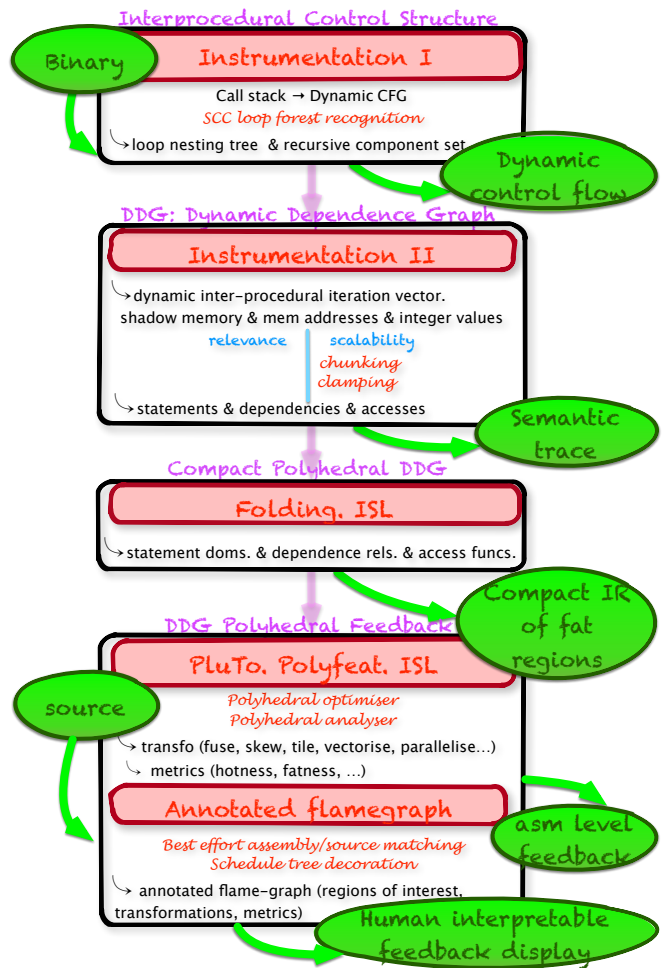 Interprocedural Control Structure
Binary
Instrumentation I
Call stack → Dynamic CFG
SCC loop forest recognition
loop nesting tree & recursive component set
Dynamic
control flow
DDG: Dynamic Dependence Graph
Instrumentation II
dynamic inter-procedural iteration vector.
shadow memory & mem addresses & integer values
relevance
scalability
chunking
clamping
statements & dependencies & accesses
Semantic
trace
Compact Polyhedral DDG
Folding. ISL
statement doms. & dependence rels. & access funcs.
Compact IR
of fat
regions
DDG Polyhedral Feedback
PluTo. Polyfeat. ISL
source
Polyhedral optimiser
Polyhedral analyser
transfo (fuse, skew, tile, vectorise, parallelise…)
metrics (hotness, fatness, …)
Annotated flamegraph
asm level
feedback
Best effort assembly/source matching
Schedule tree decoration
annotated flame-graph (regions of interest,
transformations, metrics)
Human interpretable
feedback display